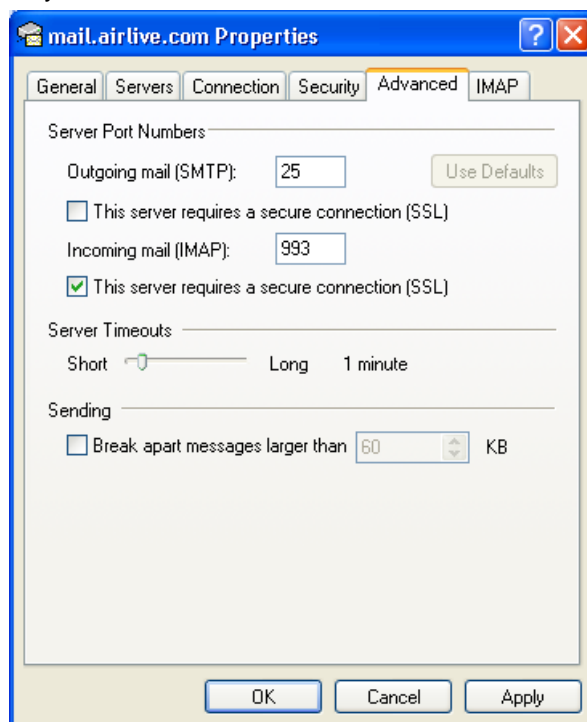 mail.airlive.com Properties
General Servers Connection Security Advanced IMAP
Server Port Numbers
Outgoing mail (SMTP): 25 Use Defaults
This server requires a secure connection (SSL)
Incoming mail (IMAP): 993
This server requires a secure connection (SSL)
Server Timeouts
Short Long 1 minute
Sending
Break apart messages larger than 60 KB
OK Cancel Apply